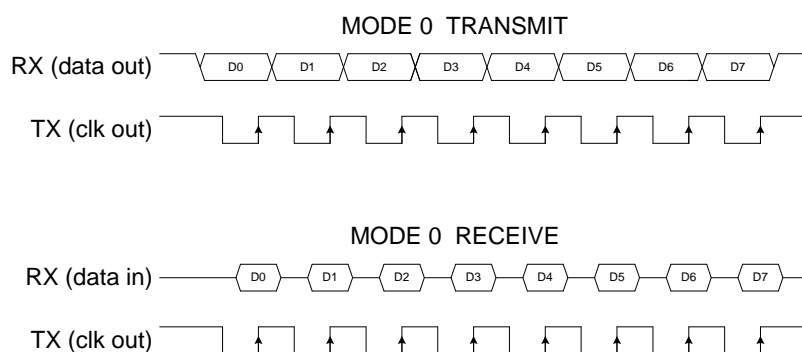 MODE 0 TRANSMIT
RX (data out) D0 D1 D2 D3 D4 D5 D6 D7
TX (clk out)
MODE 0 RECEIVE
RX (data in) D0 D1 D2 D3 D4 D5 D6 D7
TX (clk out)